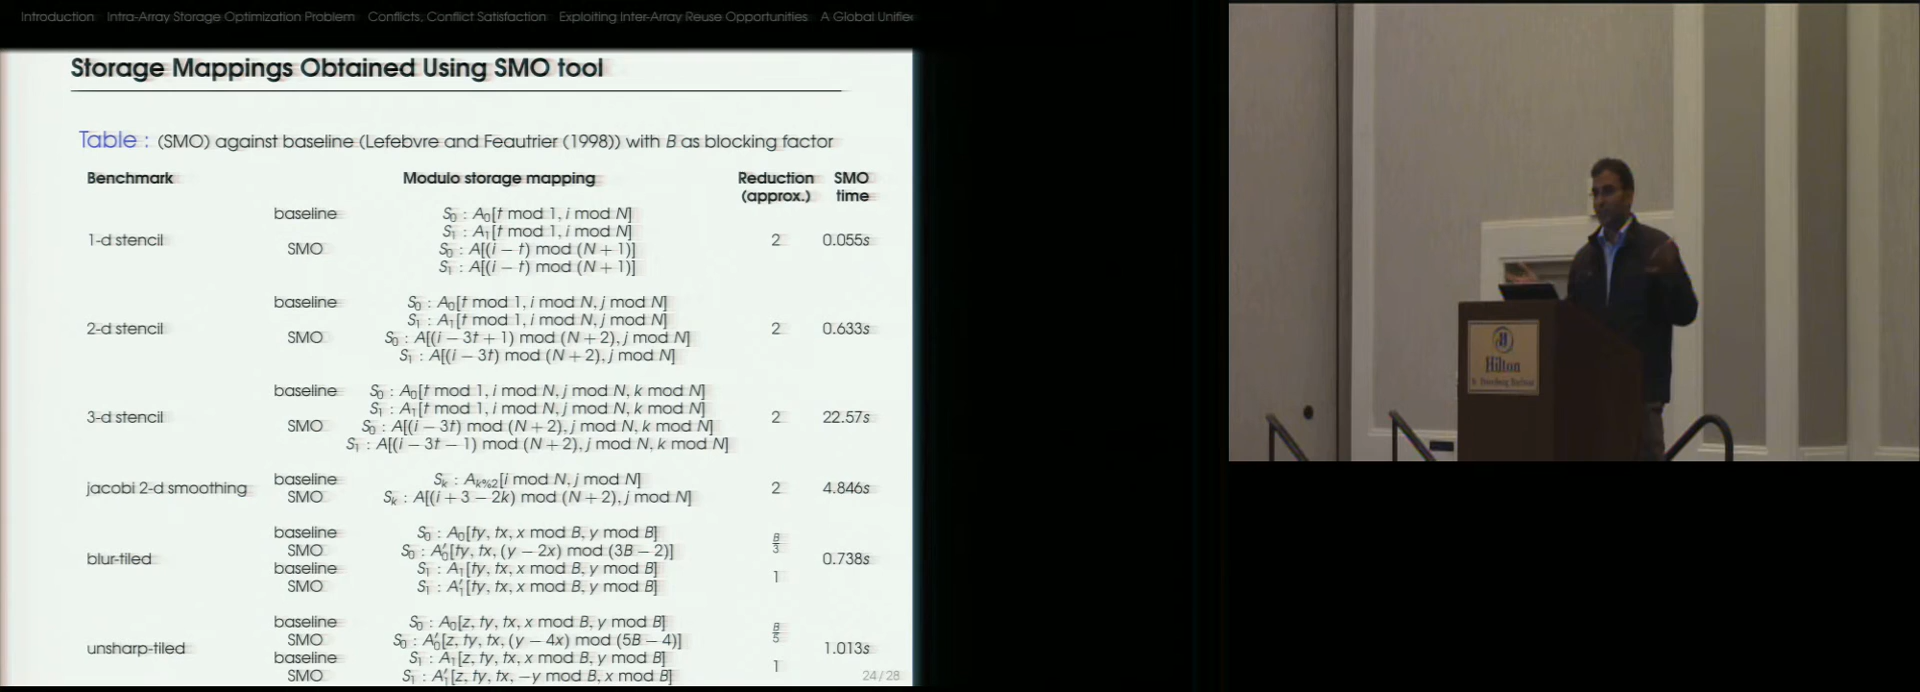 Introduction Intra-Array Storage Optimization Problem Conflicts, Conflict Satisfaction Exploiting Inter-Array Reuse Opportunities A Global Unified
Storage Mappings Obtained Using SMO tool
Table : (SMO) against baseline (Lefebvre and Feautrier (1998)) with B as blocking factor
Benchmark Modulo storage mapping Reduction (approx.) SMO time
1-d stencil
baseline S₀ : A₀[t mod 1, i mod N]
S₁ : A₁[t mod 1, i mod N]
SMO S₀ : A[(i − t) mod (N + 1)]
S₁ : A[(i − t) mod (N + 1)]
2 0.055s
2-d stencil
baseline S₀ : A₀[t mod 1, i mod N, j mod N]
S₁ : A₁[t mod 1, i mod N, j mod N]
SMO S₀ : A[(i − 3t + 1) mod (N + 2), j mod N]
S₁ : A[(i − 3t) mod (N + 2), j mod N]
2 0.633s
3-d stencil
baseline S₀ : A₀[t mod 1, i mod N, j mod N, k mod N]
S₁ : A₁[t mod 1, i mod N, j mod N, k mod N]
SMO S₀ : A[(i − 3t) mod (N + 2), j mod N, k mod N]
S₁ : A[(i − 3t − 1) mod (N + 2), j mod N, k mod N]
2 22.57s
jacobi 2-d smoothing
baseline Sₖ : Aₖ%₂[i mod N, j mod N]
SMO Sₖ : A[(i + 3 − 2k) mod (N + 2), j mod N]
2 4.846s
blur-tiled
baseline S₀ : A₀[ty, tx, x mod B, y mod B]
SMO S₀ : A′₀[ty, tx, (y − 2x) mod (3B − 2)]
B/3
baseline S₁ : A₁[ty, tx, x mod B, y mod B]
SMO S₁ : A′₁[ty, tx, x mod B, y mod B]
1 0.738s
unsharp-tiled
baseline S₀ : A₀[z, ty, tx, x mod B, y mod B]
SMO S₀ : A′₀[z, ty, tx, (y − 4x) mod (5B − 4)]
B/5
baseline S₁ : A₁[z, ty, tx, x mod B, y mod B]
SMO S₁ : A′₁[z, ty, tx, −y mod B, x mod B]
1 1.013s
24/28
Hilton